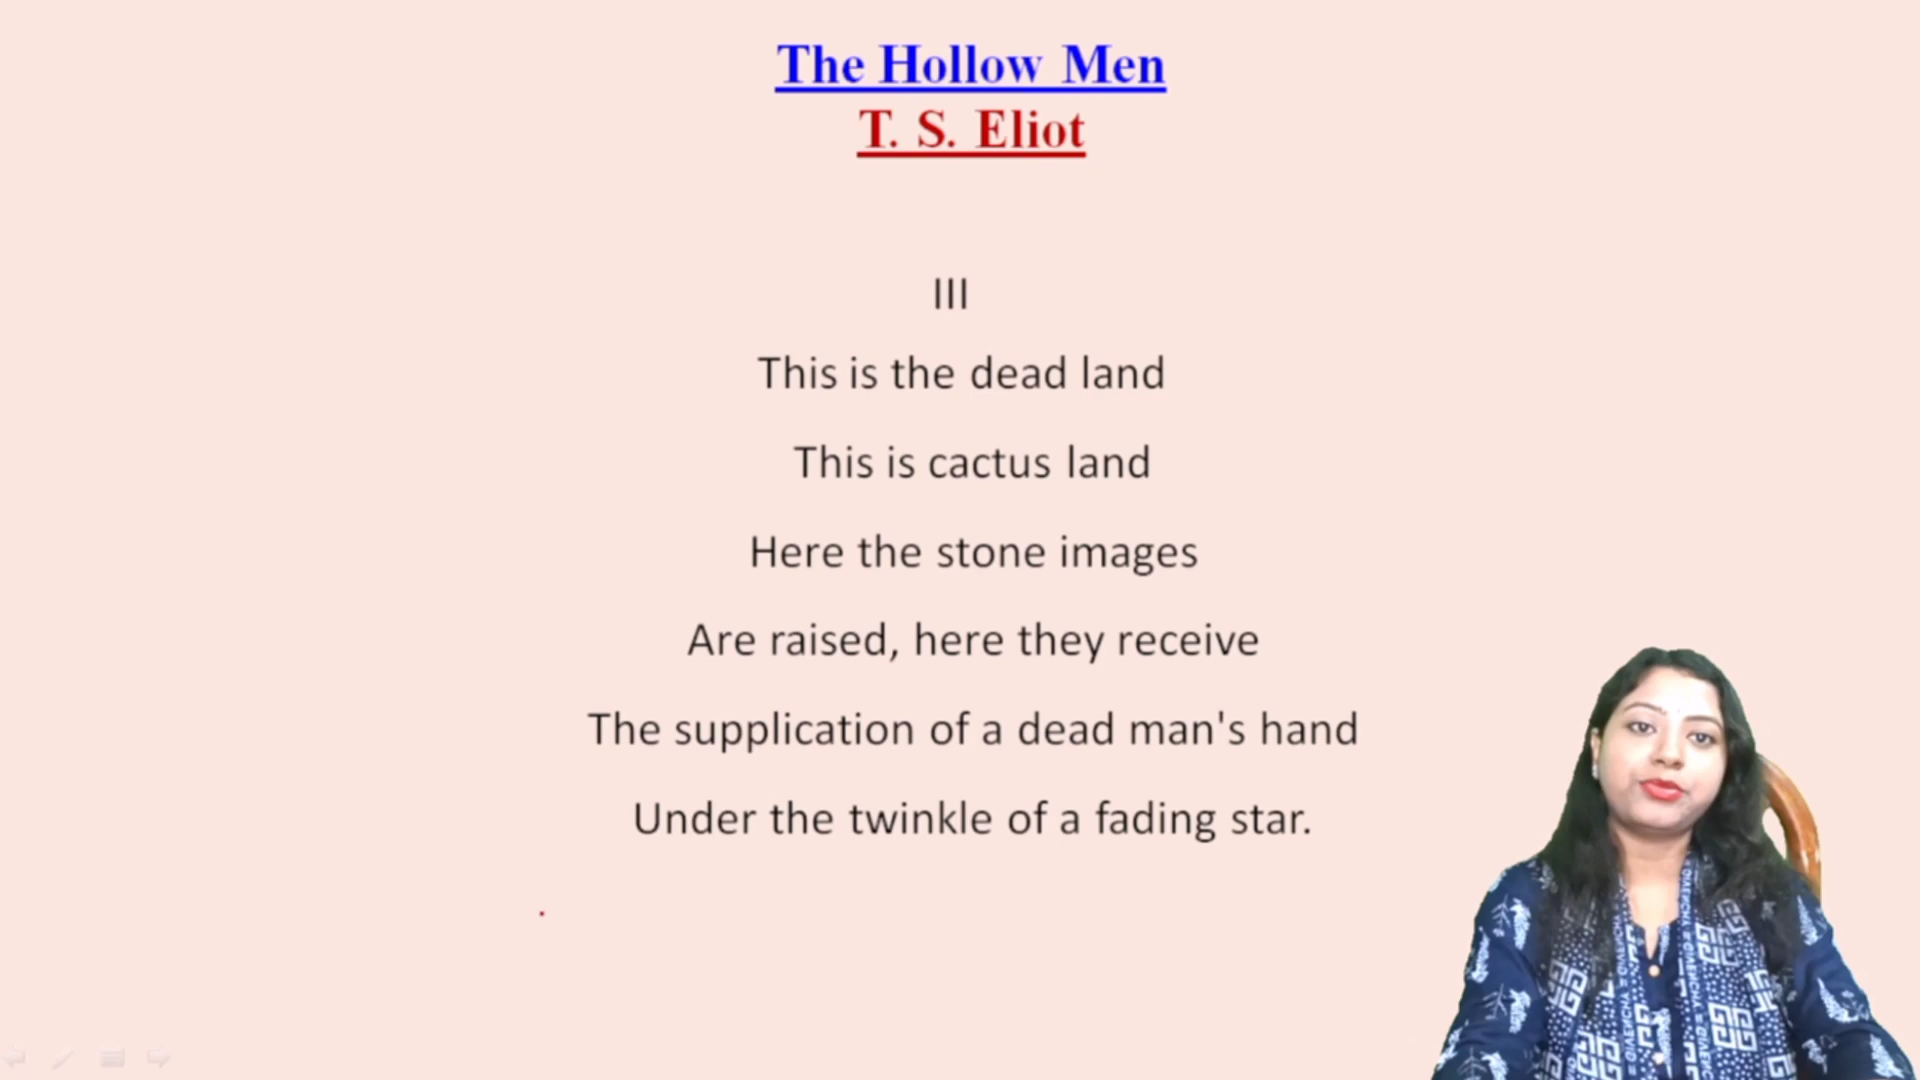 The Hollow Men
T. S. Eliot
III
This is the dead land
This is cactus land
Here the stone images
Are raised, here they receive
The supplication of a dead man's hand
Under the twinkle of a fading star.